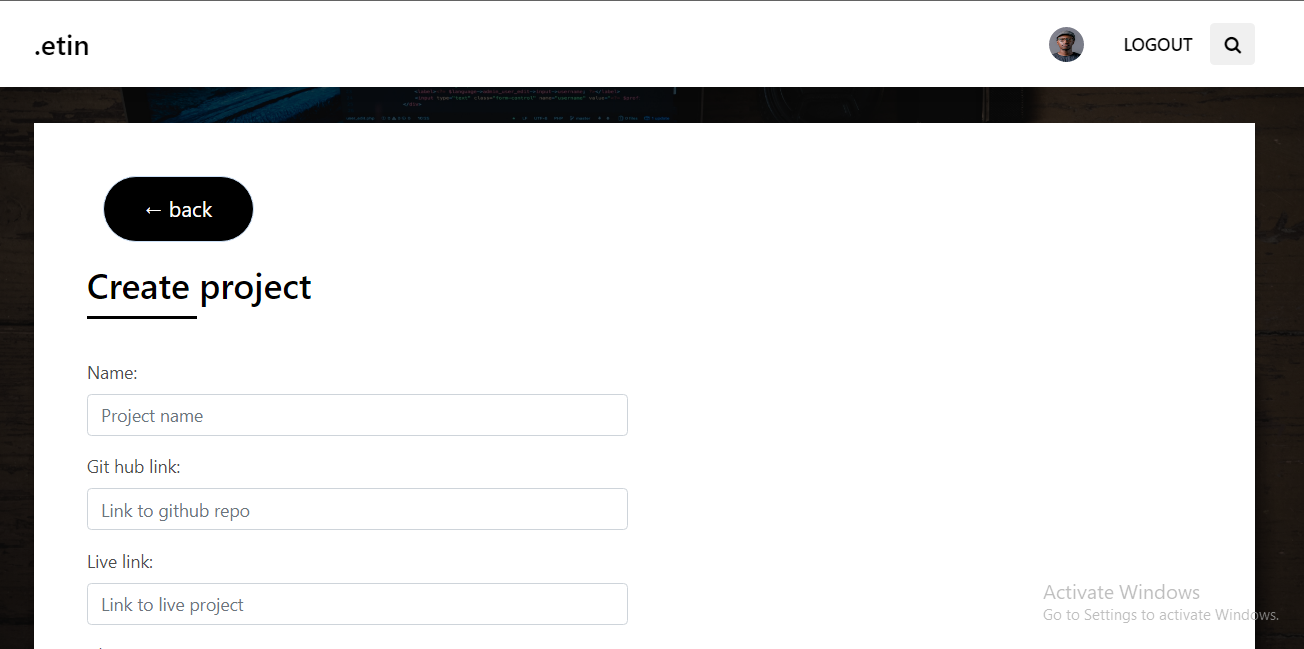 .etin
LOGOUT
← back
Create project
Name:
Project name
Git hub link:
Link to github repo
Live link:
Link to live project
Activate Windows
Go to Settings to activate Windows.